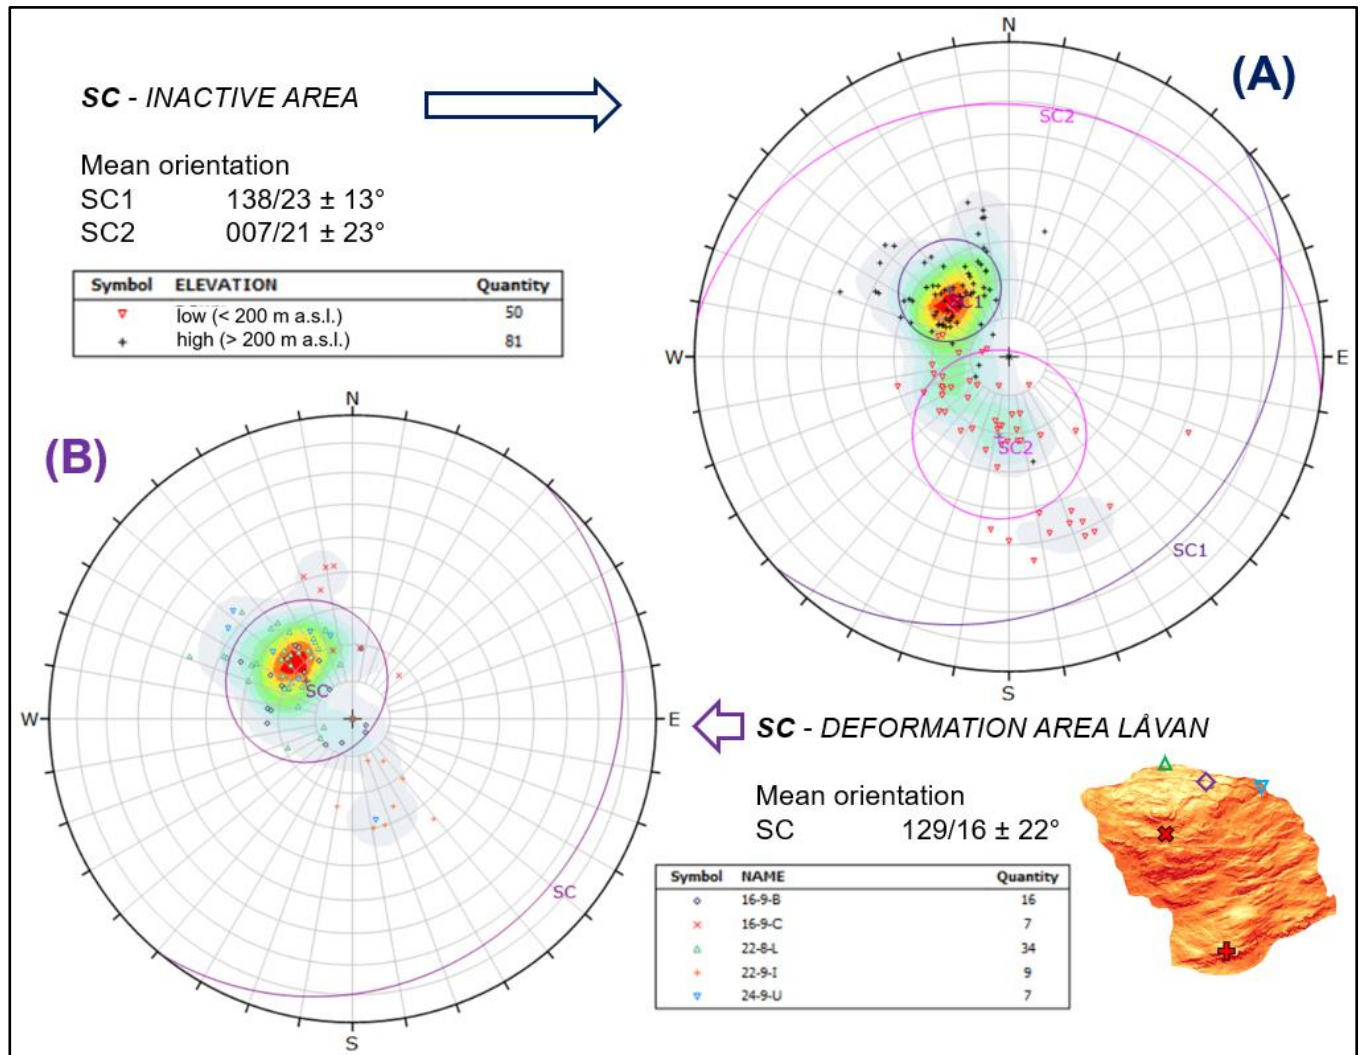 N
(A)
SC - INACTIVE AREA
SC2
Mean orientation
SC1 138/23 ± 13°
SC2 007/21 ± 23°
Symbol ELEVATION Quantity
low (< 200 m a.s.l.) 50
high (> 200 m a.s.l.) 81
SC1
W
E
SC2
SC1
S
N
(B)
SC
W
E
SC
S
SC - DEFORMATION AREA LÅVAN
Mean orientation
SC 129/16 ± 22°
Symbol NAME Quantity
16-9-B 16
16-9-C 7
22-8-L 34
22-9-I 9
24-9-U 7